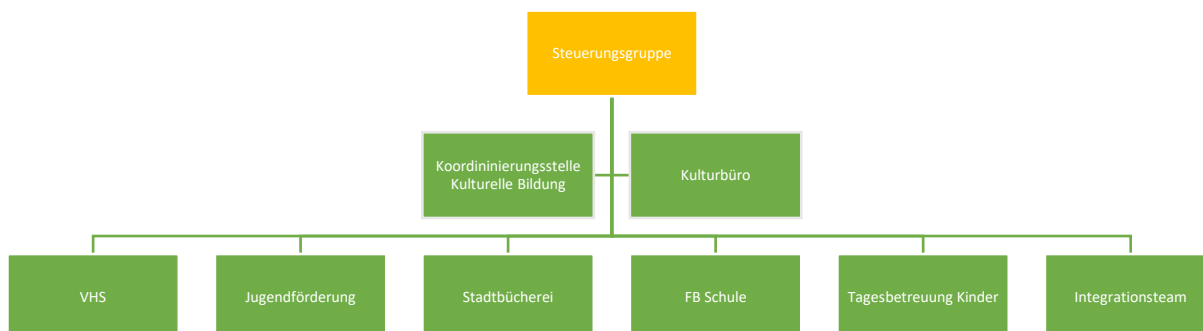 Steuerungsgruppe
Koordininierungsstelle
Kulturelle Bildung
Kulturbüro
VHS
Jugendförderung
Stadtbücherei
FB Schule
Tagesbetreuung Kinder
Integrationsteam